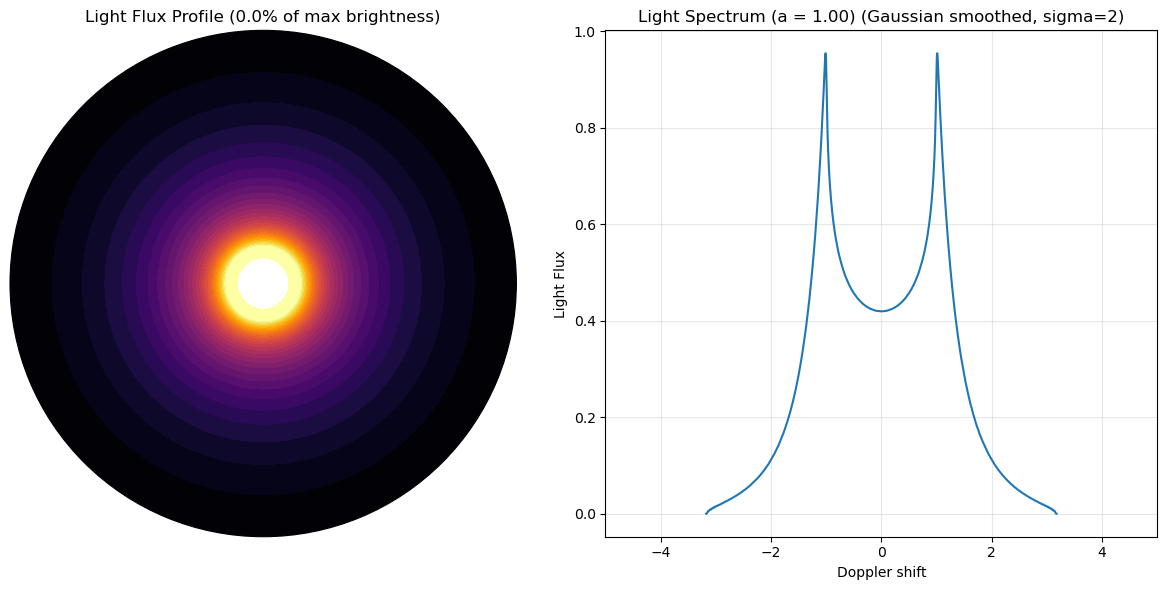 Light Flux Profile (0.0% of max brightness)
Light Spectrum (a = 1.00) (Gaussian smoothed, sigma=2)
1.0
0.8
0.6
0.4
0.2
0.0
Light Flux
−4
−2
0
2
4
Doppler shift